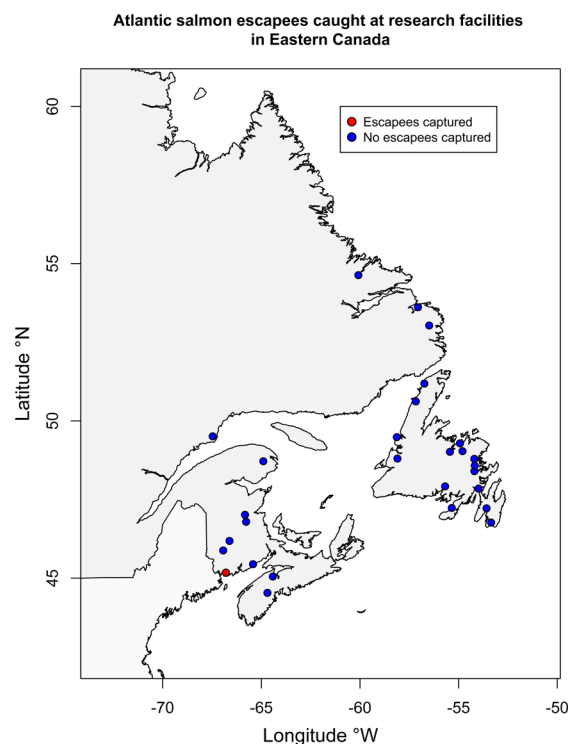 Atlantic salmon escapees caught at research facilities
in Eastern Canada
Escapees captured
No escapees captured
60
55
50
45
Latitude °N
-70
-65
-60
-55
-50
Longitude °W